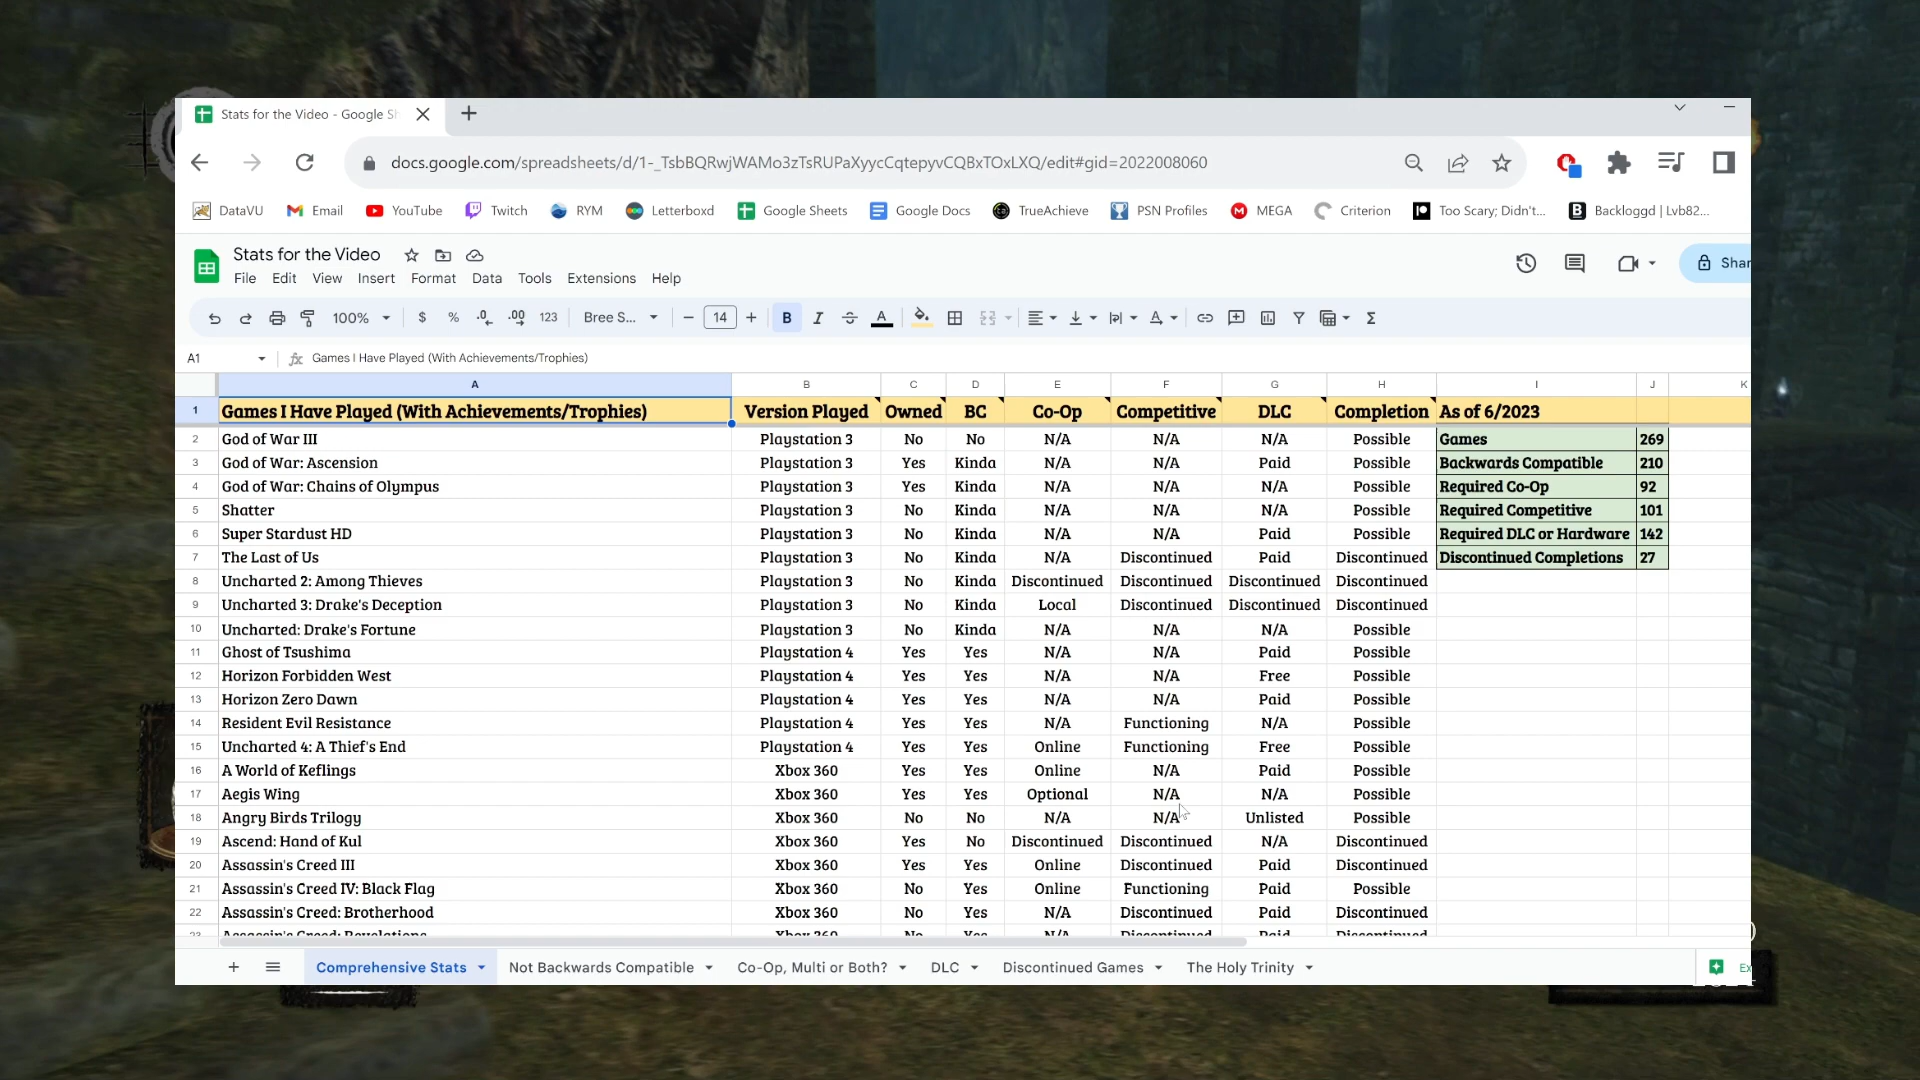 Stats for the Video - Google Sh
docs.google.com/spreadsheets/d/1-_TsbBQRwjWAMo3zTsRUPaXyycCqtepyvCQBxTOxLXQ/edit#gid=2022008060
DataVU Email YouTube Twitch RYM Letterboxd Google Sheets Google Docs TrueAchieve PSN Profiles MEGA Criterion Too Scary; Didn't... Backloggd | Lvb82...
Stats for the Video
File Edit View Insert Format Data Tools Extensions Help
Shar
100% $ % .0 .00 123 Bree S... - 14 + B I A Σ
A1 fx Games I Have Played (With Achievements/Trophies)
A B C D E F G H I J K
1 Games I Have Played (With Achievements/Trophies) Version Played Owned BC Co-Op Competitive DLC Completion As of 6/2023
2 God of War III Playstation 3 No No N/A N/A N/A Possible Games 269
3 God of War: Ascension Playstation 3 Yes Kinda N/A N/A Paid Possible Backwards Compatible 210
4 God of War: Chains of Olympus Playstation 3 Yes Kinda N/A N/A N/A Possible Required Co-Op 92
5 Shatter Playstation 3 No Kinda N/A N/A N/A Possible Required Competitive 101
6 Super Stardust HD Playstation 3 No Kinda N/A N/A Paid Possible Required DLC or Hardware 142
7 The Last of Us Playstation 3 No Kinda N/A Discontinued Paid Discontinued Discontinued Completions 27
8 Uncharted 2: Among Thieves Playstation 3 No Kinda Discontinued Discontinued Discontinued Discontinued
9 Uncharted 3: Drake's Deception Playstation 3 No Kinda Local Discontinued Discontinued Discontinued
10 Uncharted: Drake's Fortune Playstation 3 No Kinda N/A N/A N/A Possible
11 Ghost of Tsushima Playstation 4 Yes Yes N/A N/A Paid Possible
12 Horizon Forbidden West Playstation 4 Yes Yes N/A N/A Free Possible
13 Horizon Zero Dawn Playstation 4 Yes Yes N/A N/A Paid Possible
14 Resident Evil Resistance Playstation 4 Yes Yes N/A Functioning N/A Possible
15 Uncharted 4: A Thief's End Playstation 4 Yes Yes Online Functioning Free Possible
16 A World of Keflings Xbox 360 Yes Yes Online N/A Paid Possible
17 Aegis Wing Xbox 360 Yes Yes Optional N/A N/A Possible
18 Angry Birds Trilogy Xbox 360 No No N/A N/A Unlisted Possible
19 Ascend: Hand of Kul Xbox 360 Yes No Discontinued Discontinued N/A Discontinued
20 Assassin's Creed III Xbox 360 Yes Yes Online Discontinued Paid Discontinued
21 Assassin's Creed IV: Black Flag Xbox 360 No Yes Online Functioning Paid Possible
22 Assassin's Creed: Brotherhood Xbox 360 No Yes N/A Discontinued Paid Discontinued
23 Assassin's Creed: Revelations Xbox 360 No Yes N/A Discontinued Paid Discontinued
Comprehensive Stats Not Backwards Compatible Co-Op, Multi or Both? DLC Discontinued Games The Holy Trinity Ex